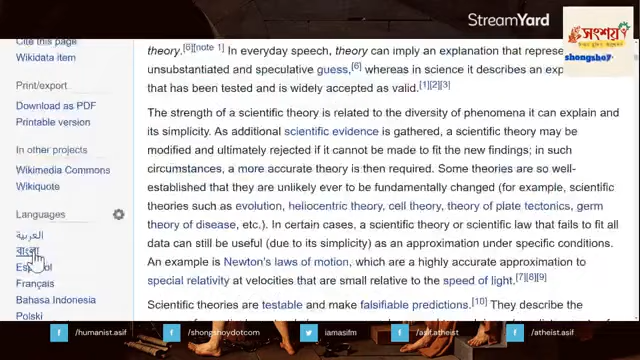 StreamYard
সংশয়
shongshoy
Cite this page
Wikidata item
Print/export
Download as PDF
Printable version
In other projects
Wikimedia Commons
Wikiquote
Languages
العربية
বাংলা
Español
Français
Bahasa Indonesia
Polski
theory.[6][note 1] In everyday speech, theory can imply an explanation that
unsubstantiated and speculative guess,[6] whereas in science it describes an
that has been tested and is widely accepted as valid.[1][2][3]
The strength of a scientific theory is related to the diversity of phenomena it can explain and
its simplicity. As additional scientific evidence is gathered, a scientific theory may be
modified and ultimately rejected if it cannot be made to fit the new findings; in such
circumstances, a more accurate theory is then required. Some theories are so well-
established that they are unlikely ever to be fundamentally changed (for example, scientific
theories such as evolution, heliocentric theory, cell theory, theory of plate tectonics, germ
theory of disease, etc.). In certain cases, a scientific theory or scientific law that fails to fit all
data can still be useful (due to its simplicity) as an approximation under specific conditions.
An example is Newton's laws of motion, which are a highly accurate approximation to
special relativity at velocities that are small relative to the speed of light.[7][8][9]
Scientific theories are testable and make falsifiable predictions.[10] They describe the
/humanist.asif
/shongshoydotcom
iamasifm
/asif.atheist
/atheist.asif